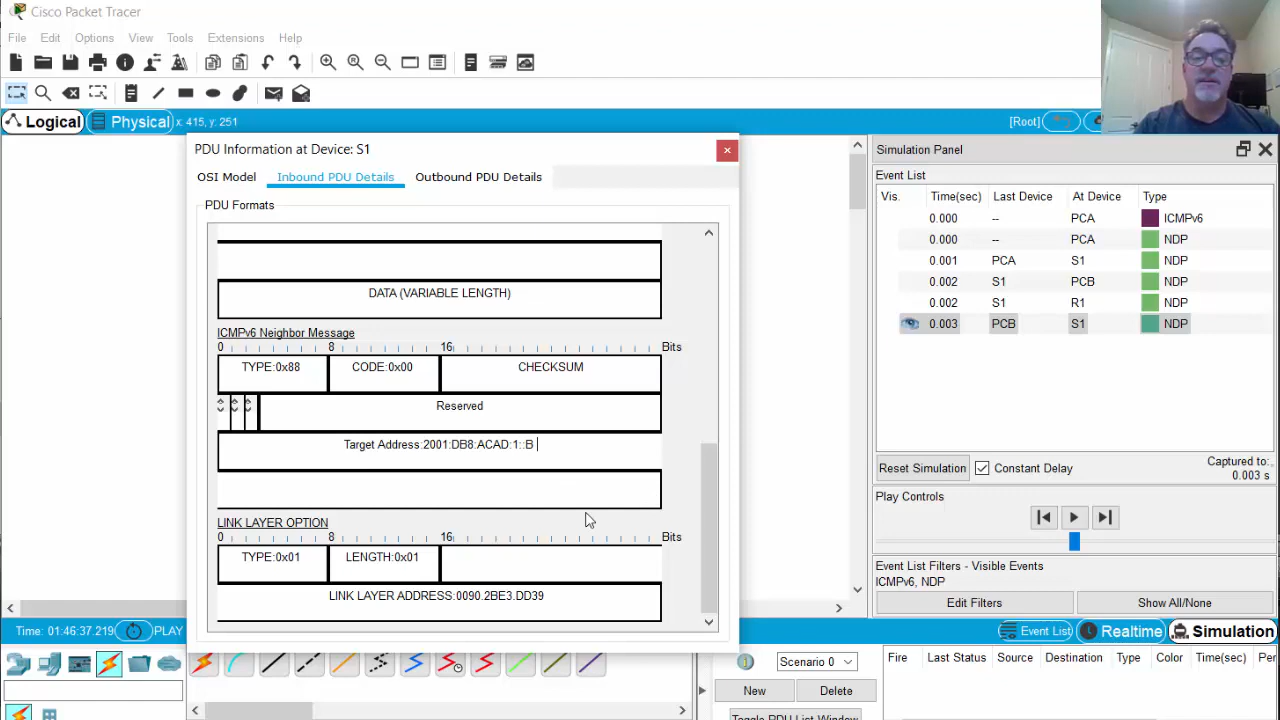 Cisco Packet Tracer
File Edit Options View Tools Extensions Help
Logical Physical x: 415, y: 251 [Root]
PDU Information at Device: S1
OSI Model Inbound PDU Details Outbound PDU Details
PDU Formats
DATA (VARIABLE LENGTH)
ICMPv6 Neighbor Message
0 8 16 Bits
TYPE:0x88 CODE:0x00 CHECKSUM
Reserved
Target Address:2001:DB8:ACAD:1::B
LINK LAYER OPTION
0 8 16 Bits
TYPE:0x01 LENGTH:0x01
LINK LAYER ADDRESS:0090.2BE3.DD39
Simulation Panel
Event List
Vis. Time(sec) Last Device At Device Type
0.000 -- PCA ICMPv6
0.000 -- PCA NDP
0.001 PCA S1 NDP
0.002 S1 PCB NDP
0.002 S1 R1 NDP
0.003 PCB S1 NDP
Reset Simulation Constant Delay Captured to:
0.003 s
Play Controls
Event List Filters - Visible Events
ICMPv6, NDP
Edit Filters Show All/None
Time: 01:46:37.219 PLAY
Event List Realtime Simulation
Scenario 0
New Delete
Toggle PDU List Window
Fire Last Status Source Destination Type Color Time(sec) Per